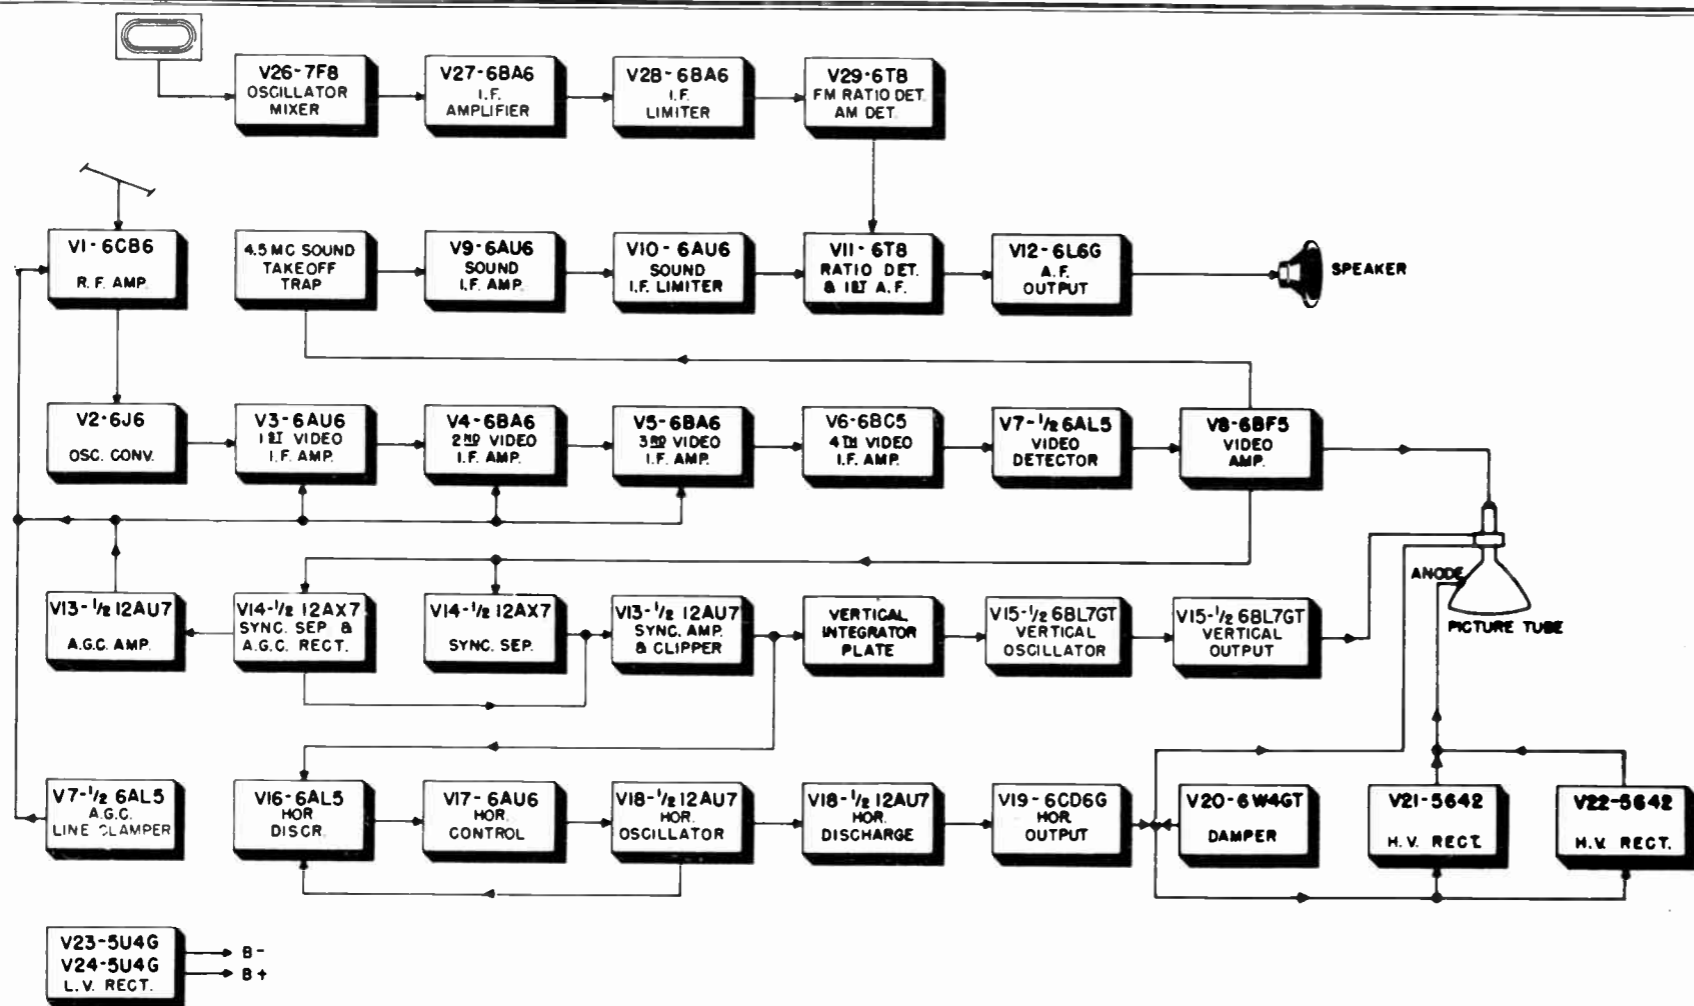 V26-7F8
OSCILLATOR
MIXER
V27-6BA6
I.F.
AMPLIFIER
V28-6BA6
I.F.
LIMITER
V29-6T8
FM RATIO DET.
AM DET.
V1-6CB6
R.F. AMP.
4.5 MC SOUND
TAKEOFF
TRAP
V9-6AU6
SOUND
I.F. AMP.
V10-6AU6
SOUND
I.F. LIMITER
V11-6T8
RATIO DET.
& 1ST A.F.
V12-6L6G
A.F.
OUTPUT
SPEAKER
V2-6J6
OSC. CONV.
V3-6AU6
1ST VIDEO
I.F. AMP.
V4-6BA6
2ND VIDEO
I.F. AMP.
V5-6BA6
3RD VIDEO
I.F. AMP.
V6-6BC5
4TH VIDEO
I.F. AMP.
V7-1/2 6AL5
VIDEO
DETECTOR
V8-6BF5
VIDEO
AMP.
ANODE
PICTURE TUBE
V13-1/2 12AU7
A.G.C. AMP.
V14-1/2 12AX7
SYNC. SEP. &
A.G.C. RECT.
V14-1/2 12AX7
SYNC. SEP.
V13-1/2 12AU7
SYNC. AMP.
& CLIPPER
VERTICAL
INTEGRATOR
PLATE
V15-1/2 6BL7GT
VERTICAL
OSCILLATOR
V15-1/2 6BL7GT
VERTICAL
OUTPUT
V7-1/2 6AL5
A.G.C.
LINE CLAMPER
V16-6AL5
HOR
DISCR.
V17-6AU6
HOR.
CONTROL
V18-1/2 12AU7
HOR.
OSCILLATOR
V18-1/2 12AU7
HOR.
DISCHARGE
V19-6CD6G
HOR.
OUTPUT
V20-6W4GT
DAMPER
V21-5642
H.V. RECT.
V22-5642
H.V. RECT.
V23-5U4G
V24-5U4G
L.V. RECT.
B-
B+